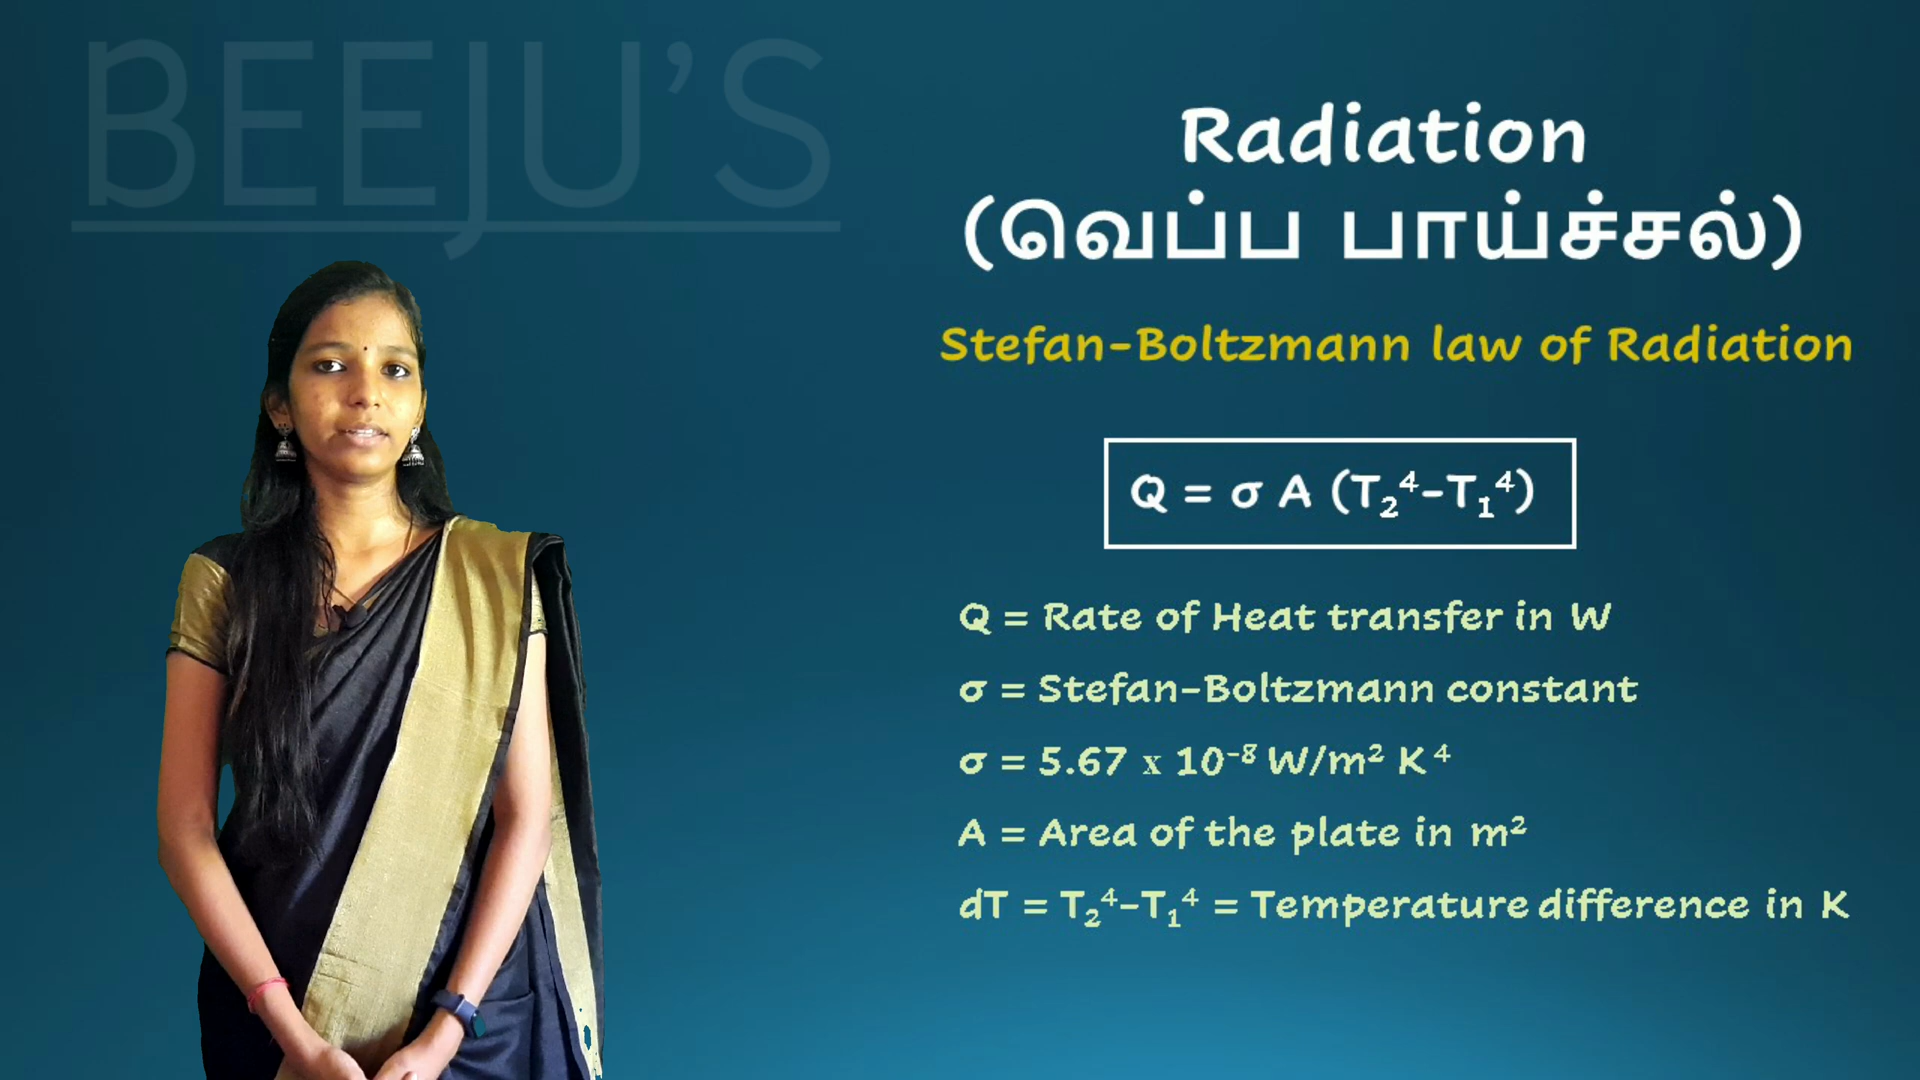 BEEJU'S
Radiation
(வெப்ப பாய்ச்சல்)
Stefan-Boltzmann law of Radiation
Q = σ A (T₂⁴-T₁⁴)
Q = Rate of Heat transfer in W
σ = Stefan-Boltzmann constant
σ = 5.67 x 10⁻⁸ W/m² K⁴
A = Area of the plate in m²
dT = T₂⁴-T₁⁴ = Temperature difference in K